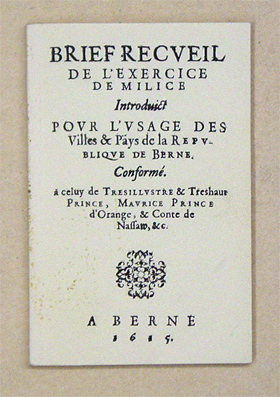 BRIEF RECVEIL
DE L'EXERCICE
DE MILICE
Introduict
POVR L'VSAGE DES
Villes & Päys de la REPV-
BLIQVE DE BERNE.
Conformé.
à celuy de TRESILLVSTRE & Treshaut
PRINCE, MAVRICE PRINCE
d'Orange, & Conte de
Nassaw, &c.
A BERNE
1615.